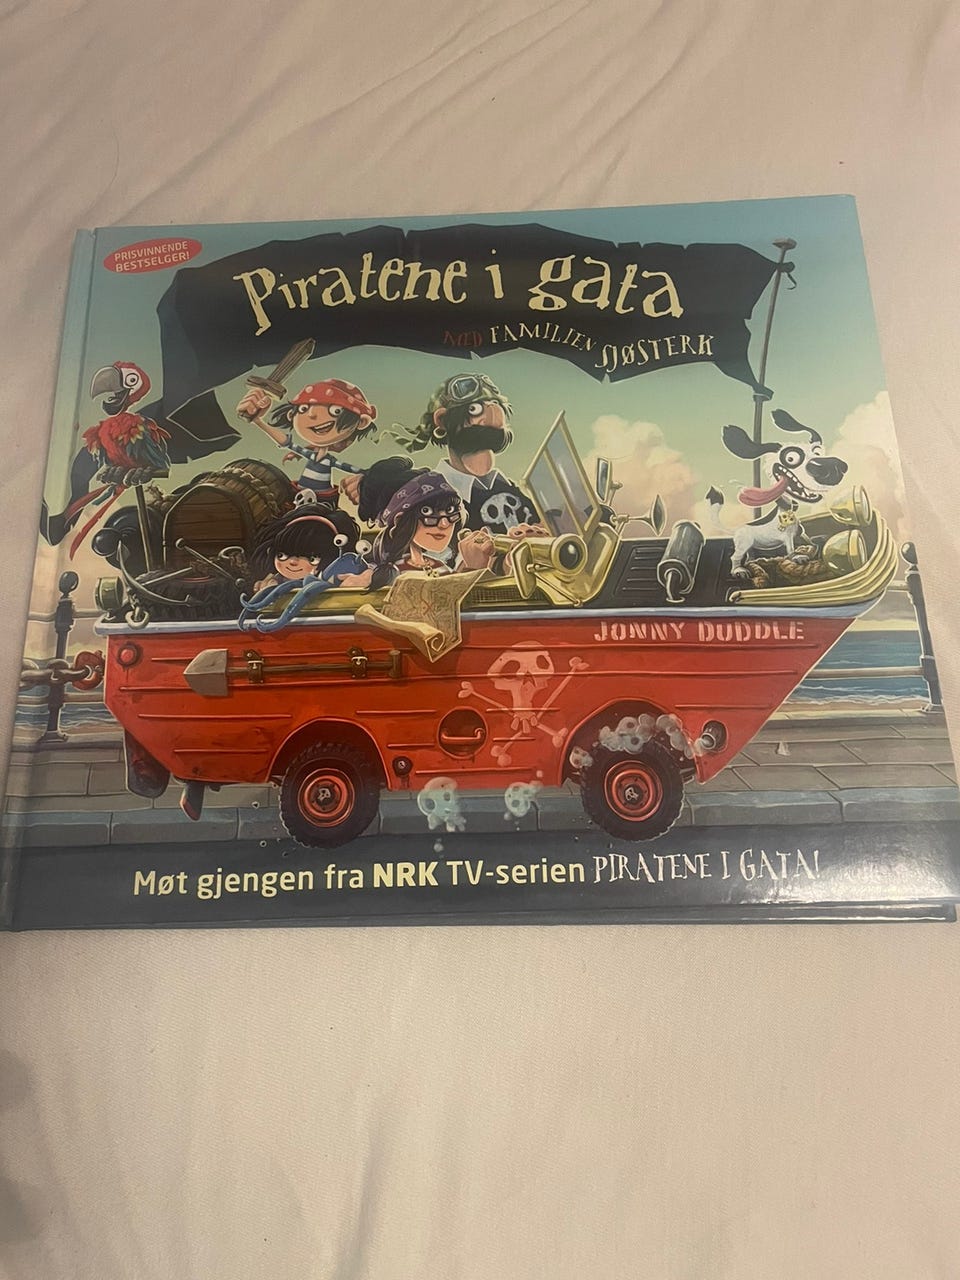 PRISVINNENDE
BESTSELGER!
Piratene i gata
MED FAMILIEN SJØSTERK
JONNY DUDDLE
Møt gjengen fra NRK TV-serien PIRATENE I GATA!